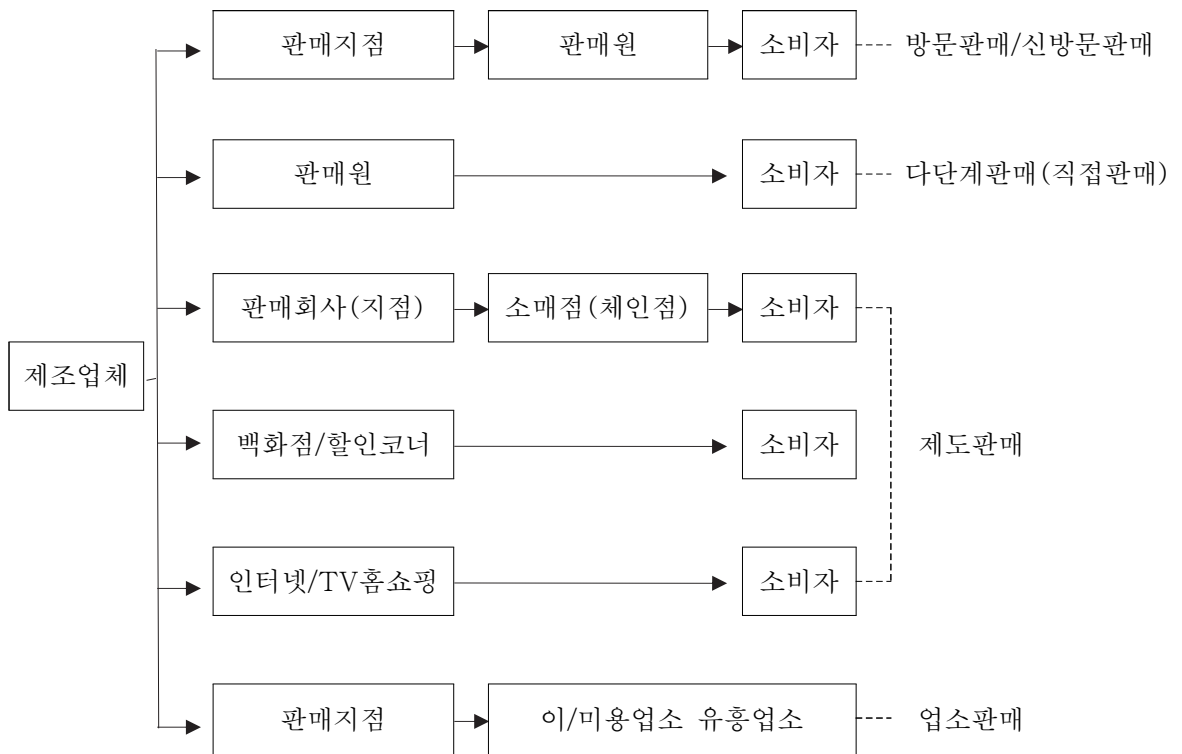 판매지점 판매원 소비자 방문판매/신방문판매
판매원 소비자 다단계판매(직접판매)
판매회사(지점) 소매점(체인점) 소비자
제조업체
백화점/할인코너 소비자 제도판매
인터넷/TV홈쇼핑 소비자
판매지점 이/미용업소 유흥업소 업소판매